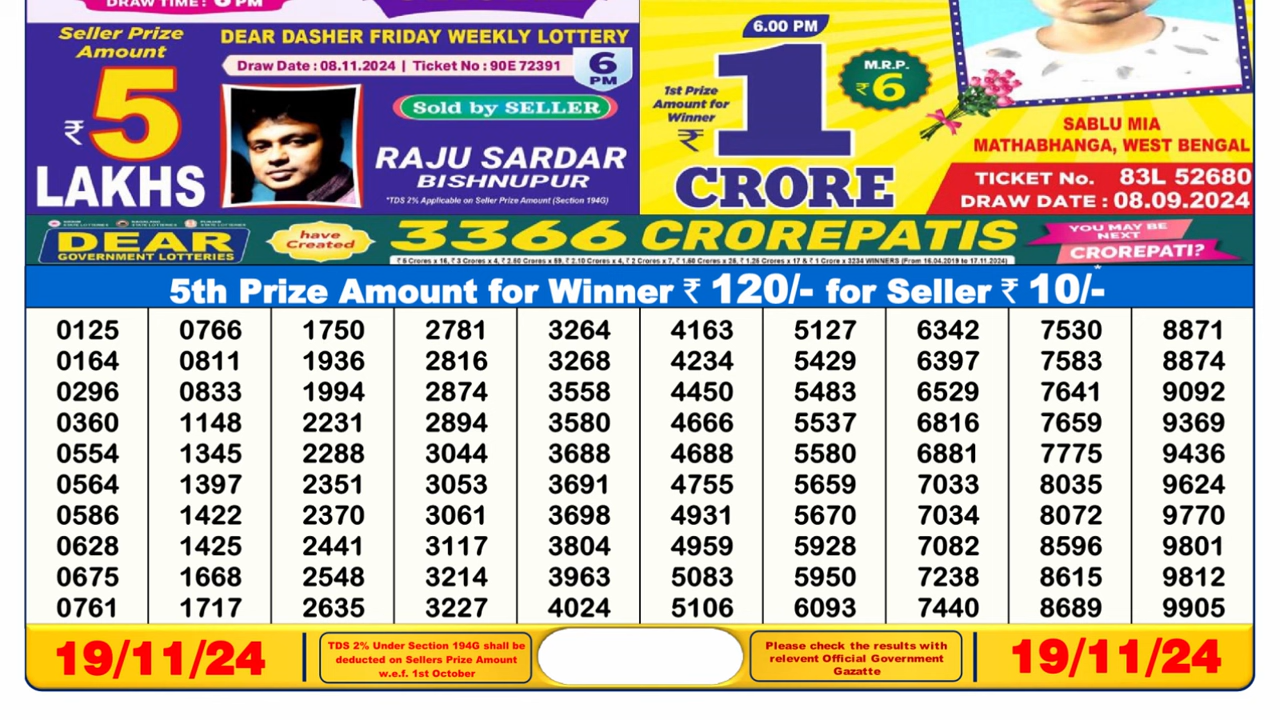 DRAW TIME: 6 PM
Seller Prize
Amount
₹ 5
LAKHS
DEAR DASHER FRIDAY WEEKLY LOTTERY
Draw Date : 08.11.2024 | Ticket No : 90E 72391
6
PM
Sold by SELLER
RAJU SARDAR
BISHNUPUR
*TDS 2% Applicable on Seller Prize Amount (Section 194G)
6.00 PM
1st Prize
Amount for
Winner
₹
1
CRORE
M.R.P.
₹6
SABLU MIA
MATHABHANGA, WEST BENGAL
TICKET No. 83L 52680
DRAW DATE : 08.09.2024
DEAR
GOVERNMENT LOTTERIES
have
Created
3366 CROREPATIS
YOU MAY BE
NEXT
CROREPATI?
5th Prize Amount for Winner ₹ 120/- for Seller ₹ 10/-*
0125 0766 1750 2781 3264 4163 5127 6342 7530 8871
0164 0811 1936 2816 3268 4234 5429 6397 7583 8874
0296 0833 1994 2874 3558 4450 5483 6529 7641 9092
0360 1148 2231 2894 3580 4666 5537 6816 7659 9369
0554 1345 2288 3044 3688 4688 5580 6881 7775 9436
0564 1397 2351 3053 3691 4755 5659 7033 8035 9624
0586 1422 2370 3061 3698 4931 5670 7034 8072 9770
0628 1425 2441 3117 3804 4959 5928 7082 8596 9801
0675 1668 2548 3214 3963 5083 5950 7238 8615 9812
0761 1717 2635 3227 4024 5106 6093 7440 8689 9905
19/11/24
TDS 2% Under Section 194G shall be
deducted on Sellers Prize Amount
w.e.f. 1st October
Please check the results with
relevent Official Government
Gazatte
19/11/24